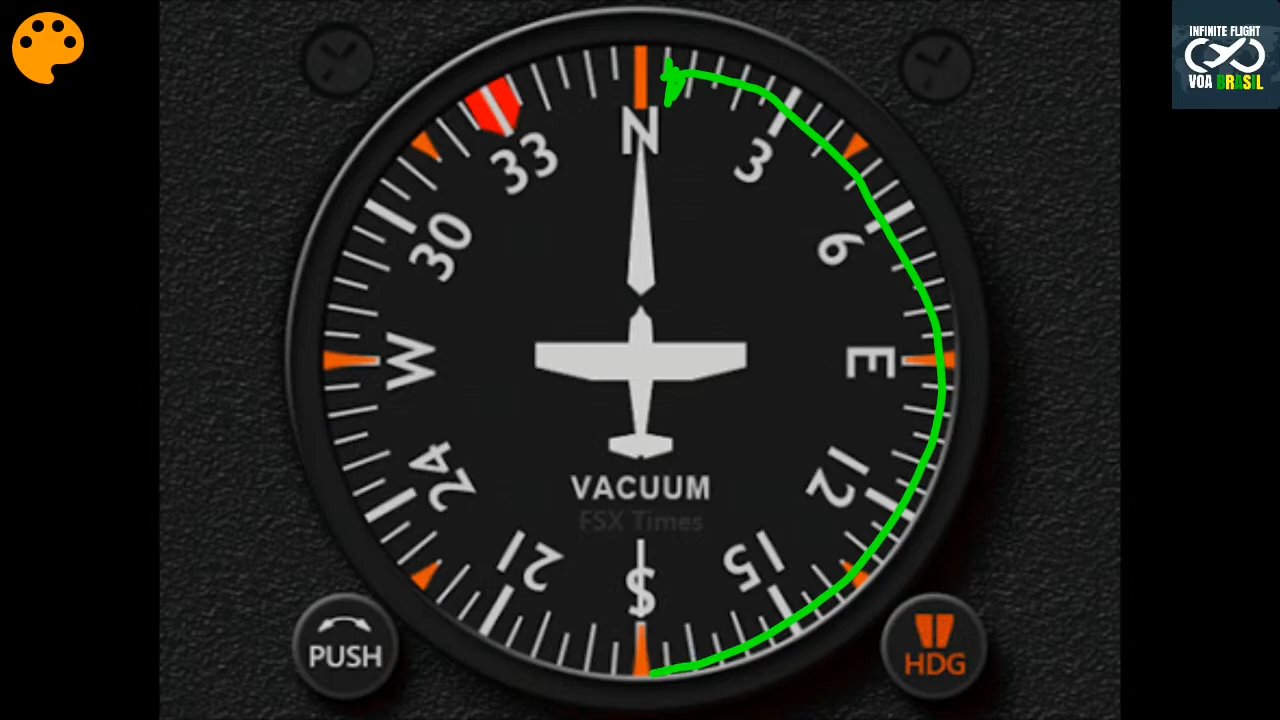 INFINITE FLIGHT
VOA BRASIL
N
33
3
30
6
W
E
24
12
VACUUM
FSX Times
21
S
15
PUSH
HDG